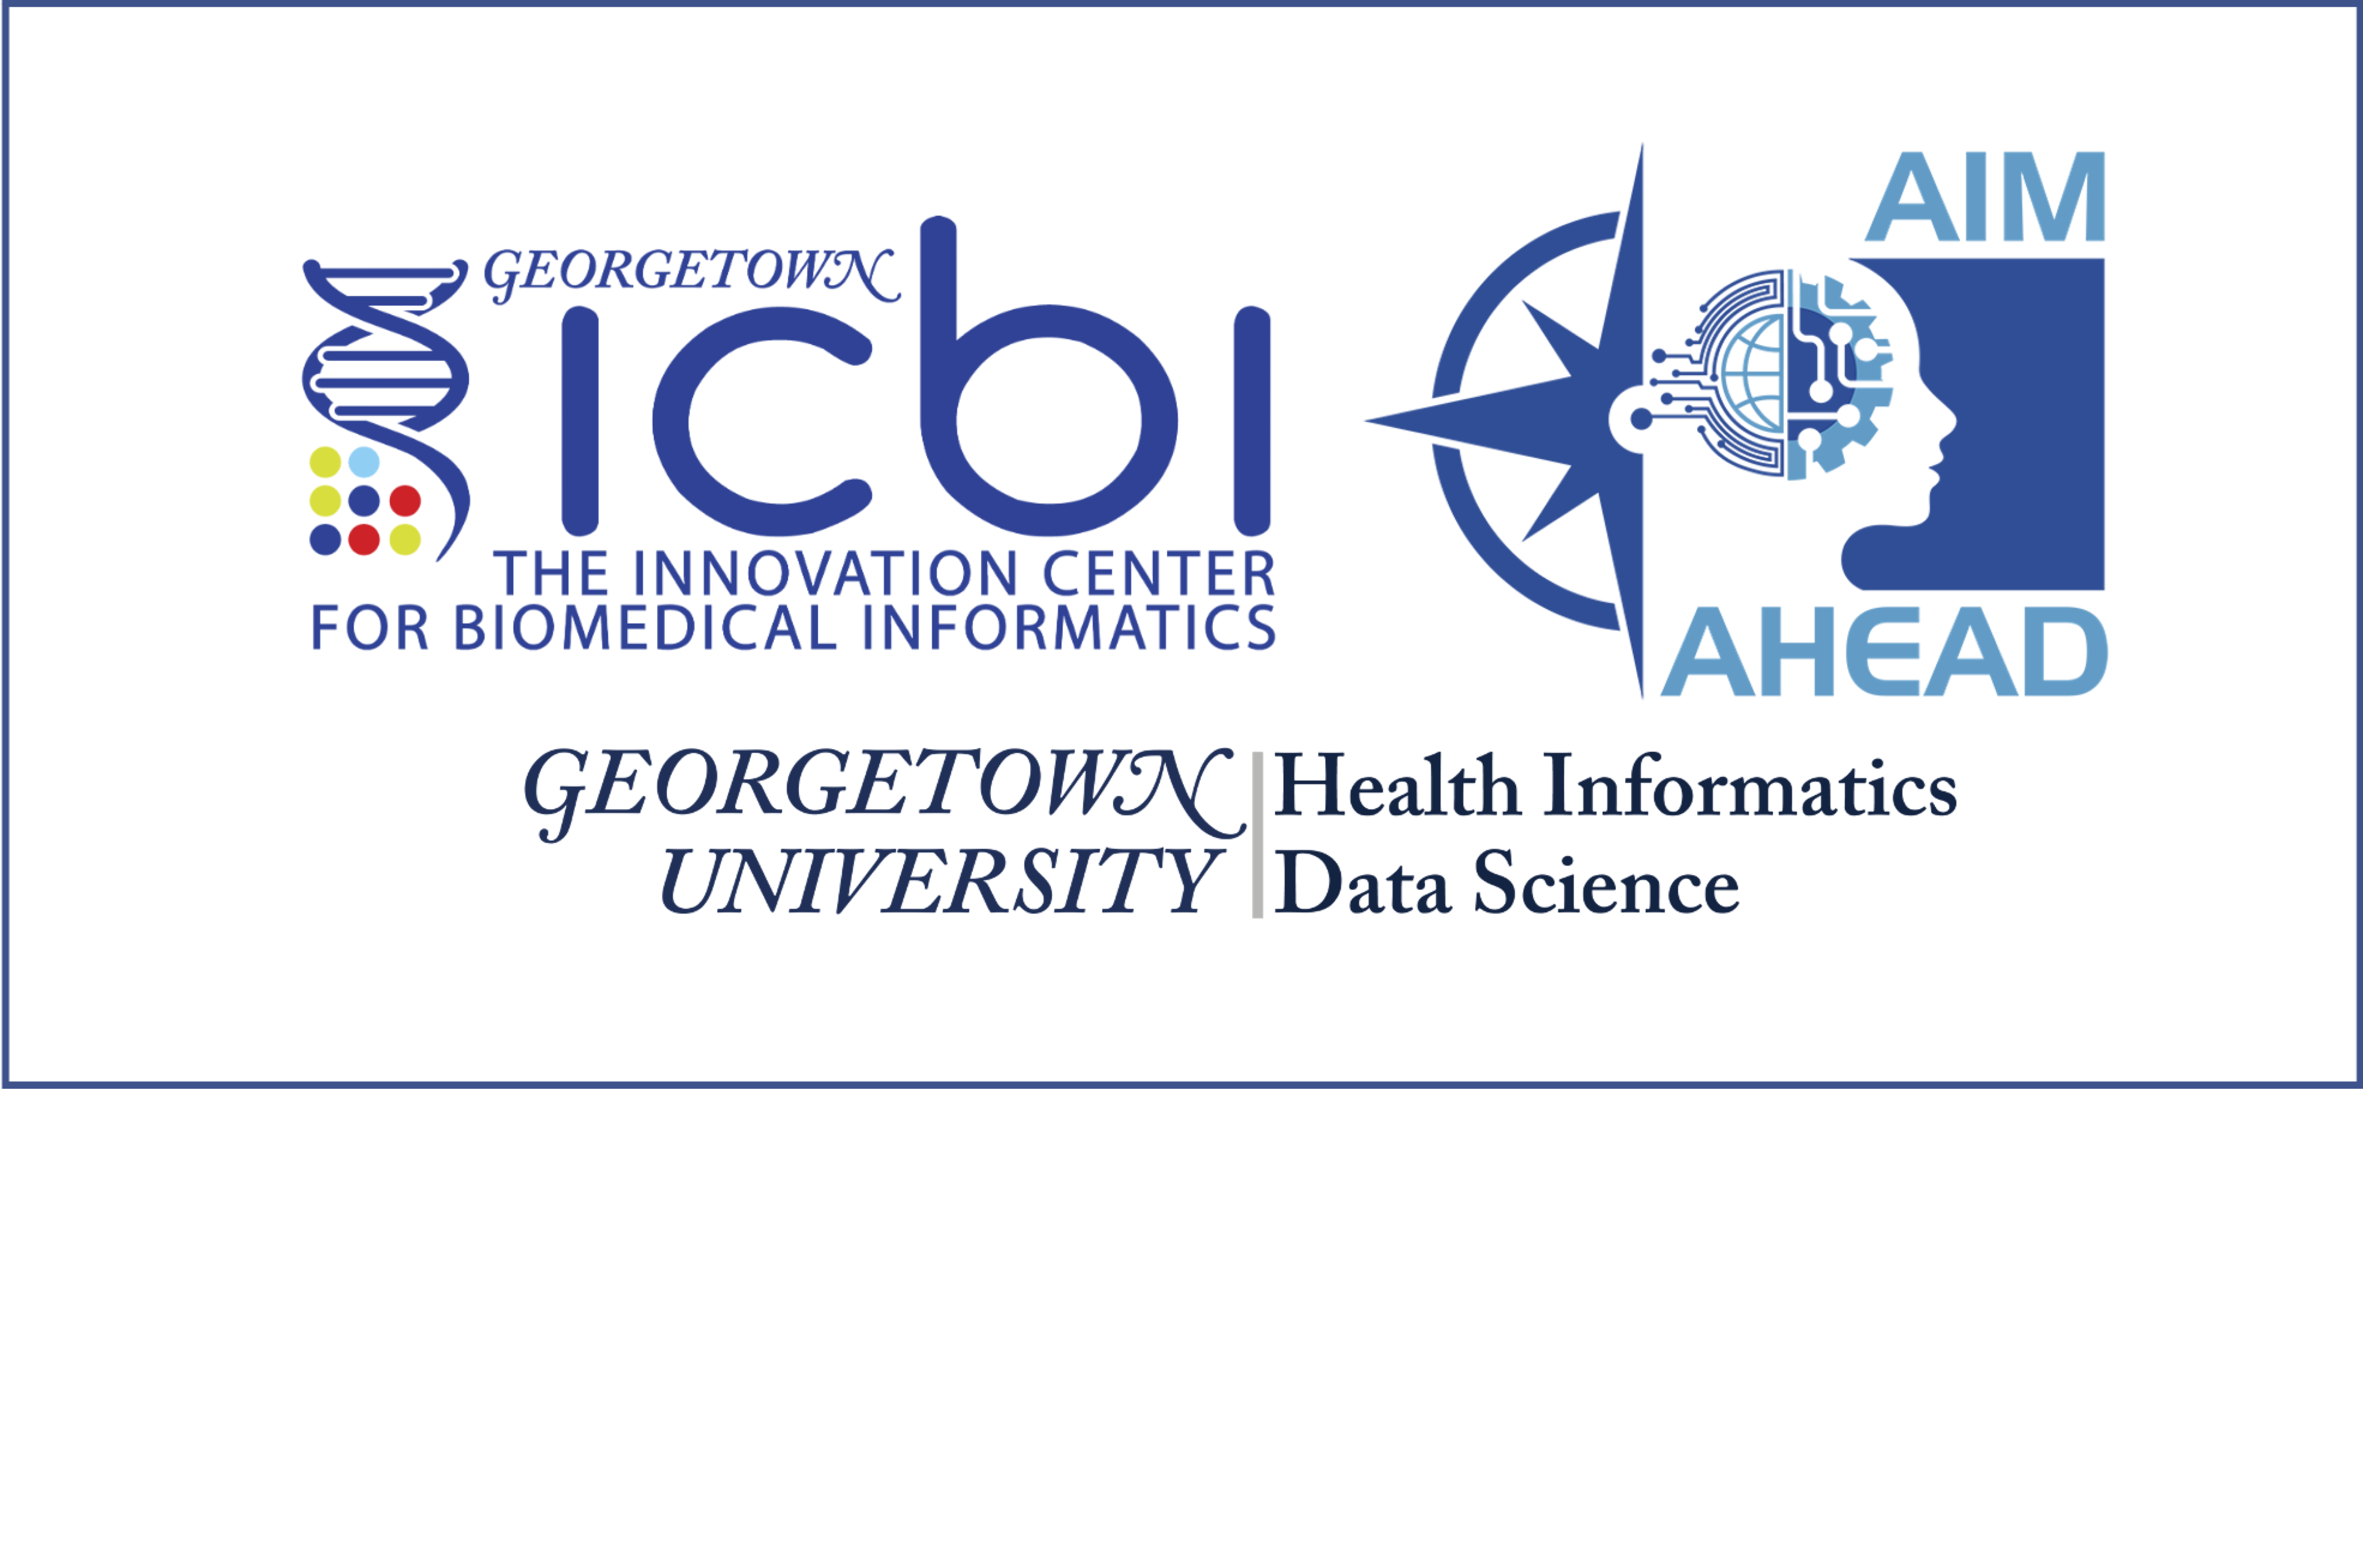 GEORGETOWN
icbi
THE INNOVATION CENTER
FOR BIOMEDICAL INFORMATICS
AIM
AHEAD
GEORGETOWN
UNIVERSITY
Health Informatics
Data Science